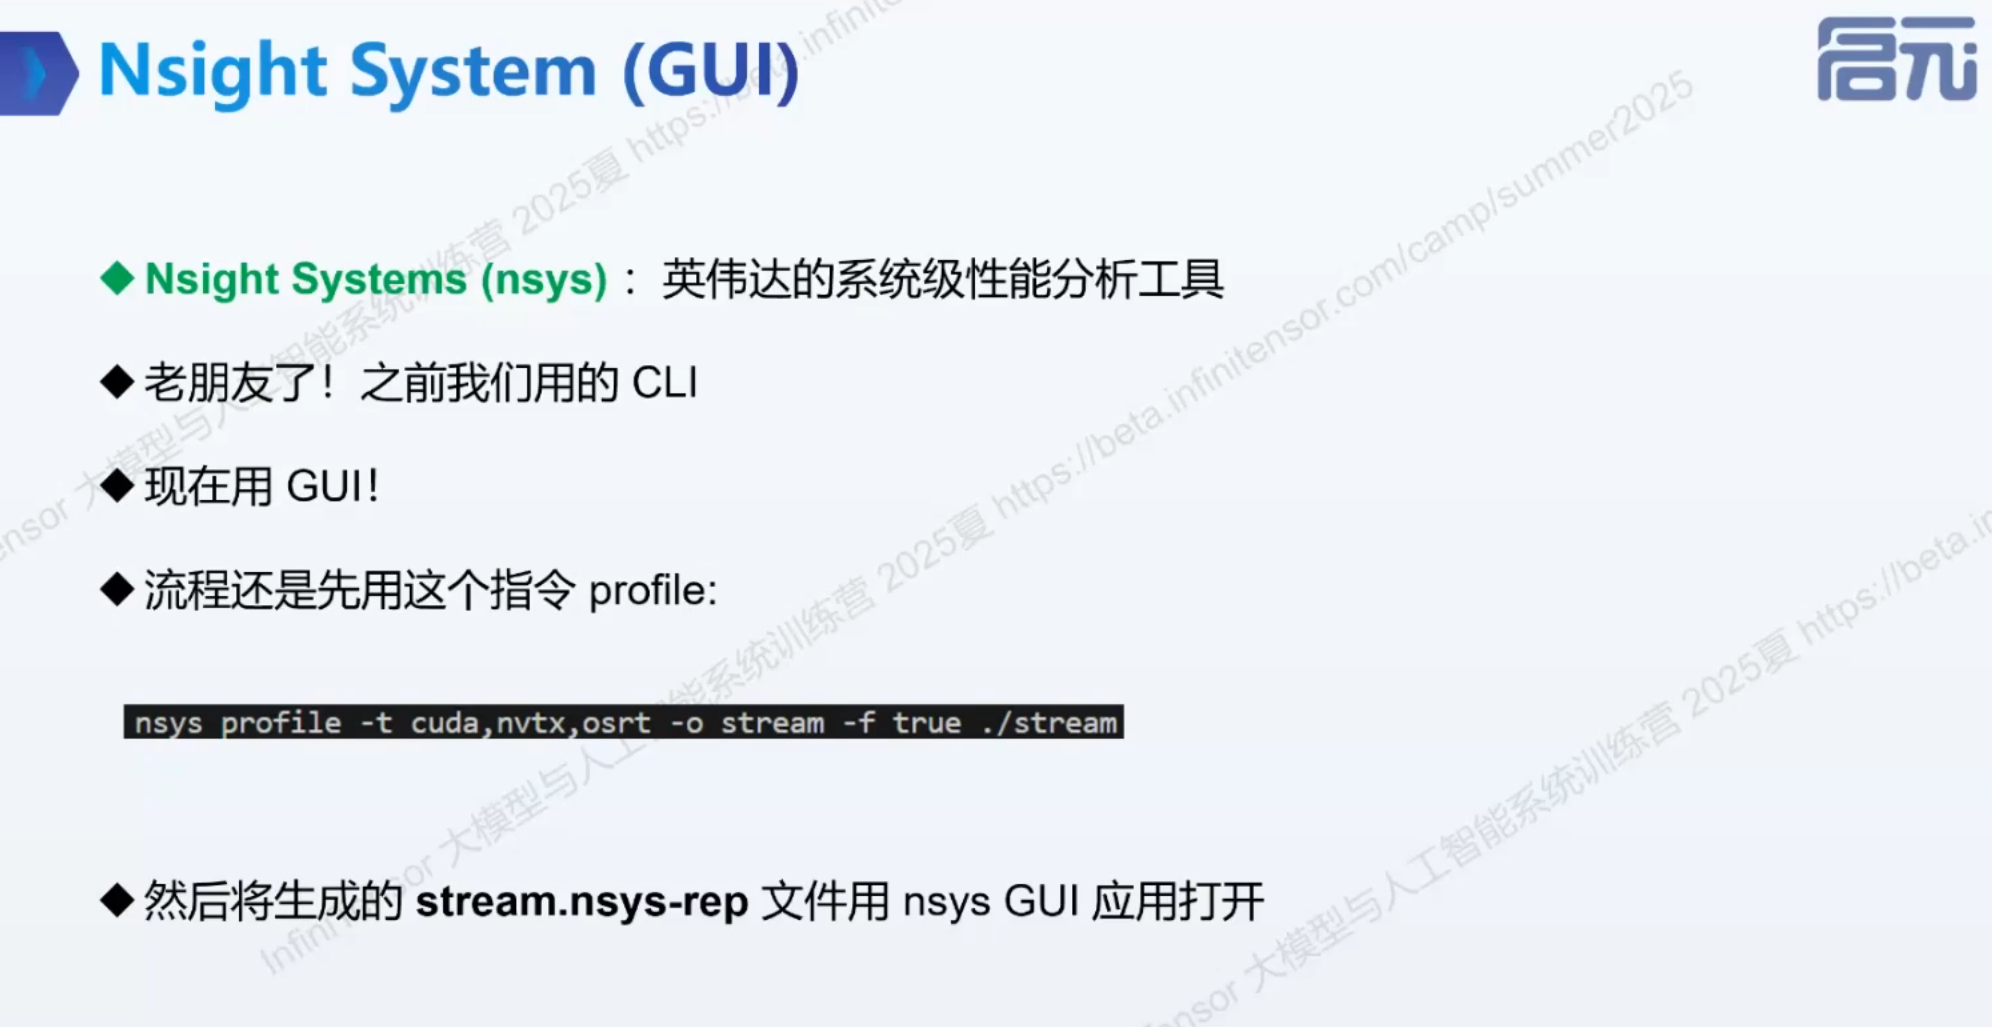 Nsight System (GUI)
启元
Nsight Systems (nsys)：英伟达的系统级性能分析工具
老朋友了！之前我们用的 CLI
现在用 GUI！
流程还是先用这个指令 profile:
nsys profile -t cuda,nvtx,osrt -o stream -f true ./stream
然后将生成的 stream.nsys-rep 文件用 nsys GUI 应用打开
InfiniTensor 大模型与人工智能系统训练营 2025夏 https://beta.infinitensor.com/camp/summer2025